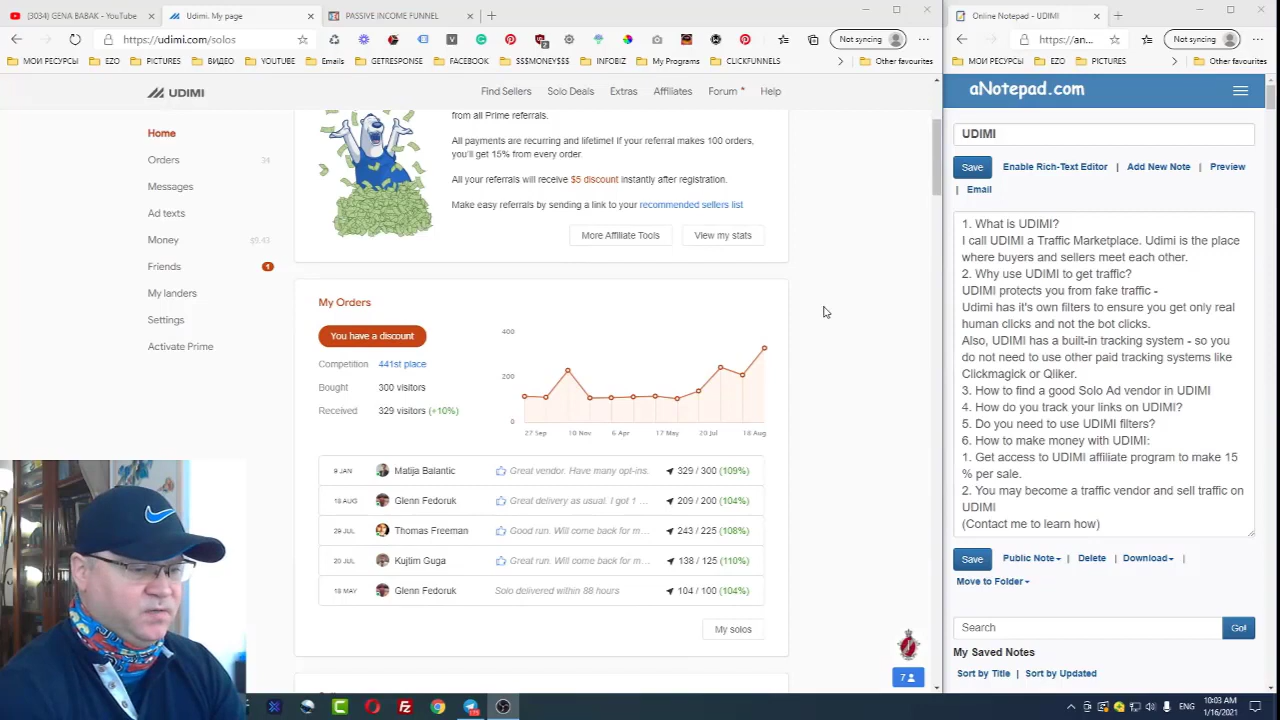 (3034) GENA BABAK - YouTube
Udimi. My page
PASSIVE INCOME FUNNEL
Online Notepad - UDIMI
https://udimi.com/solos
Not syncing
https://an...
Not syncing
МОИ РЕСУРСЫ
EZO
PICTURES
ВИДЕО
YOUTUBE
Emails
GETRESPONSE
FACEBOOK
$$$MONEY$$$
INFOBIZ
My Programs
CLICKFUNNELS
Other favourites
МОИ РЕСУРСЫ
EZO
PICTURES
Other favourites
UDIMI
Find Sellers
Solo Deals
Extras
Affiliates
Forum
Help
Home
Orders 34
Messages
Ad texts
Money $9.43
Friends 1
My landers
Settings
Activate Prime
from all Prime referrals.
All payments are recurring and lifetime! If your referral makes 100 orders,
you'll get 15% from every order.
All your referrals will receive $5 discount instantly after registration.
Make easy referrals by sending a link to your recommended sellers list
More Affiliate Tools
View my stats
My Orders
You have a discount
Competition 441st place
Bought 300 visitors
Received 329 visitors (+10%)
400
200
0
27 Sep
10 Nov
6 Apr
17 May
20 Jul
18 Aug
9 JAN Matija Balantic Great vendor. Have many opt-ins. 329 / 300 (109%)
18 AUG Glenn Fedoruk Great delivery as usual. I got 1 ... 209 / 200 (104%)
29 JUL Thomas Freeman Good run. Will come back for m... 243 / 225 (108%)
20 JUL Kujtim Guga Good run. Will come back for m... 138 / 125 (110%)
18 MAY Glenn Fedoruk Solo delivered within 88 hours 104 / 100 (104%)
My solos
7
aNotepad.com
UDIMI
Save
Enable Rich-Text Editor | Add New Note | Preview
| Email
1. What is UDIMI?
I call UDIMI a Traffic Marketplace. Udimi is the place
where buyers and sellers meet each other.
2. Why use UDIMI to get traffic?
UDIMI protects you from fake traffic -
Udimi has it's own filters to ensure you get only real
human clicks and not the bot clicks.
Also, UDIMI has a built-in tracking system - so you
do not need to use other paid tracking systems like
Clickmagick or Qliker.
3. How to find a good Solo Ad vendor in UDIMI
4. How do you track your links on UDIMI?
5. Do you need to use UDIMI filters?
6. How to make money with UDIMI:
1. Get access to UDIMI affiliate program to make 15
% per sale.
2. You may become a traffic vendor and sell traffic on
UDIMI
(Contact me to learn how)
Save
Public Note | Delete | Download |
Move to Folder
Search
Go!
My Saved Notes
Sort by Title | Sort by Updated
ENG
10:03 AM
1/16/2021